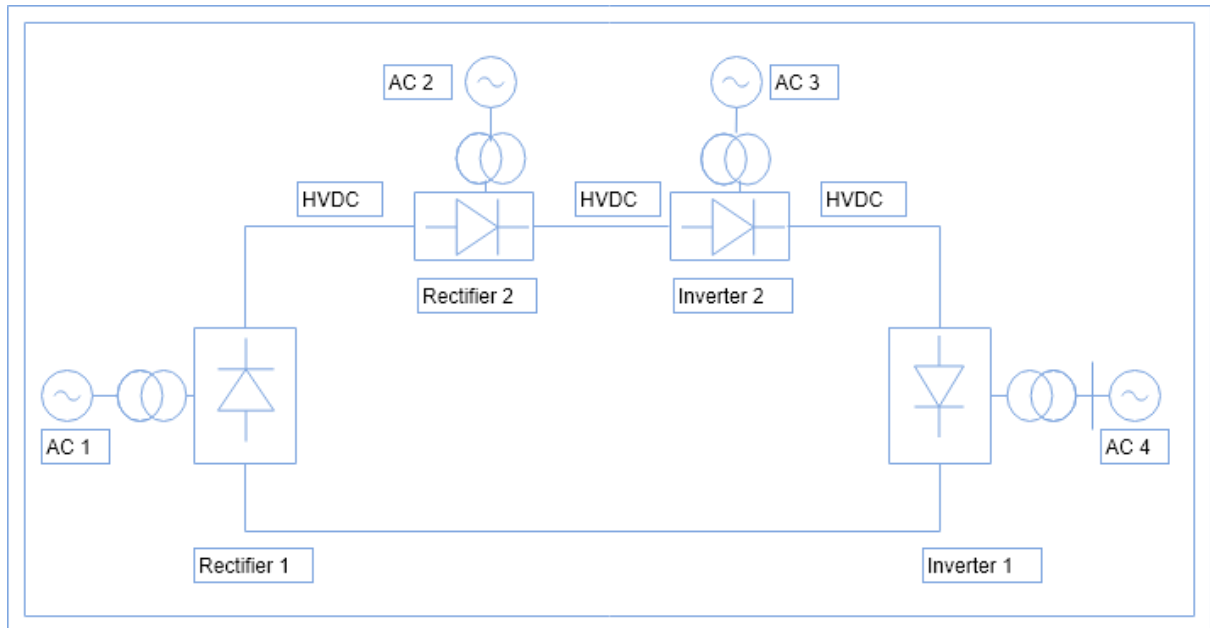 AC 2
AC 3
HVDC
HVDC
HVDC
Rectifier 2
Inverter 2
AC 1
AC 4
Rectifier 1
Inverter 1